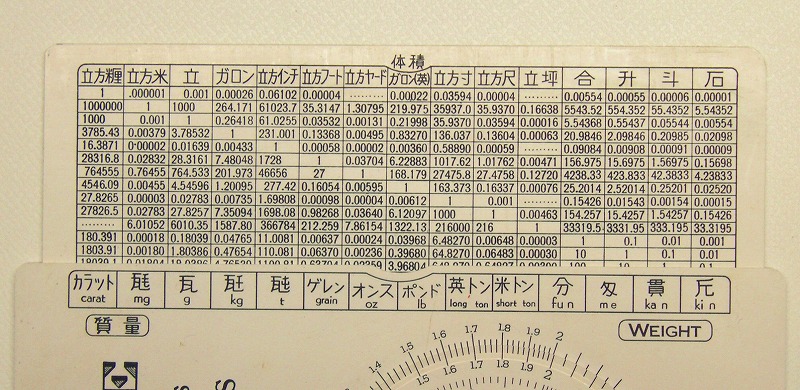 体積
立方糎 立方米 立 ガロン 立方インチ 立方フート 立方ヤード ガロン(英) 立方寸 立方尺 立坪 合 升 斗 石
1 .000001 0.001 0.00026 0.06102 0.00004 ......... 0.00022 0.03594 0.00004 ......... 0.00554 0.00055 0.00006 0.00001
1000000 1 1000 264.171 61023.7 35.3147 1.30795 219.975 35937.0 35.9370 0.16638 5543.52 554.352 55.4352 5.54352
1000 0.001 1 0.26418 61.0255 0.03532 0.00131 0.21998 35.9370 0.03594 0.00016 5.54368 0.55437 0.05544 0.00554
3785.43 0.00379 3.78532 1 231.001 0.13368 0.00495 0.83270 136.037 0.13604 0.00063 20.9846 2.09846 0.20985 0.02098
16.3871 0.00002 0.01639 0.00433 1 0.00058 0.00002 0.00360 0.58890 0.00059 ......... 0.09084 0.00908 0.00091 0.00009
28316.8 0.02832 28.3161 7.48048 1728 1 0.03704 6.22883 1017.62 1.01762 0.00471 156.975 15.6975 1.56975 0.15698
764555 0.76455 764.533 201.973 46656 27 1 168.179 27475.8 27.4758 0.12720 4238.33 423.833 42.3833 4.23833
4546.09 0.00455 4.54596 1.20095 277.42 0.16054 0.00595 1 163.373 0.16337 0.00076 25.2014 2.52014 0.25201 0.02520
27.8265 0.00003 0.02783 0.00735 1.69808 0.00098 0.00004 0.00612 1 0.001 ......... 0.15426 0.01543 0.00154 0.00015
27826.5 0.02783 27.8257 7.35094 1698.08 0.98268 0.03640 6.12097 1000 1 0.00463 154.257 15.4257 1.54257 0.15426
......... 6.01052 6010.35 1587.80 366784 212.259 7.86154 1322.13 216000 216 1 33319.5 3331.95 333.195 33.3195
180.391 0.00018 0.18039 0.04765 11.0081 0.00637 0.00024 0.03968 6.48270 0.00648 0.00003 1 0.1 0.01 0.001
1803.91 0.00180 1.80386 0.47654 110.081 0.06370 0.00236 0.39680 64.8270 0.06483 0.00030 10 1 0.1 0.01
3.96804
カラット 瓱 瓦 瓩 瓲 ゲレン オンス ポンド 英トン 米トン 分 匁 貫 斤
carat mg g kg t grain oz lb long ton short ton fun me kan kin
質量 WEIGHT
1.5 1.6 1.7 1.8 1.9 2
1.4 1.5 1.6 1.7 1.8 1.9 2